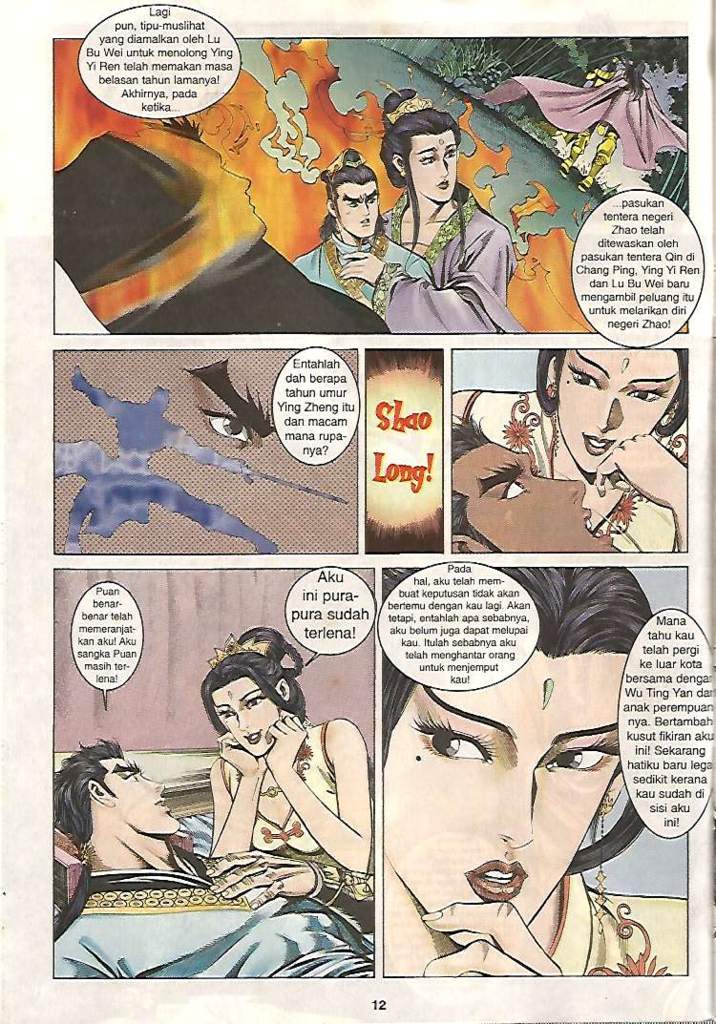 Lagi
pun, tipu-muslihat
yang diamalkan oleh Lu
Bu Wei untuk menolong Ying
Yi Ren telah memakan masa
belasan tahun lamanya!
Akhirnya, pada
ketika...
...pasukan
tentera negeri
Zhao telah
ditewaskan oleh
pasukan tentera Qin di
Chang Ping, Ying Yi Ren
dan Lu Bu Wei baru
mengambil peluang itu
untuk melarikan diri
negeri Zhao!
Entahlah
dah berapa
tahun umur
Ying Zheng itu
dan macam
mana rupa-
nya?
Shao
Long!
Puan
benar-
benar telah
memeranjat-
kan aku! Aku
sangka Puan
masih ter-
lena!
Aku
ini pura-
pura sudah
terlena!
Pada
hal, aku telah mem-
buat keputusan tidak akan
bertemu dengan kau lagi. Akan
tetapi, entahlah apa sebabnya,
aku belum juga dapat melupai
kau. Itulah sebabnya aku
telah menghantar orang
untuk menjemput
kau!
Mana
tahu kau
telah pergi
ke luar kota
bersama dengan
Wu Ting Yan dan
anak perempuan-
nya. Bertambah
kusut fikiran aku
ini! Sekarang
hatiku baru lega
sedikit kerana
kau sudah di
sisi aku
ini!
12